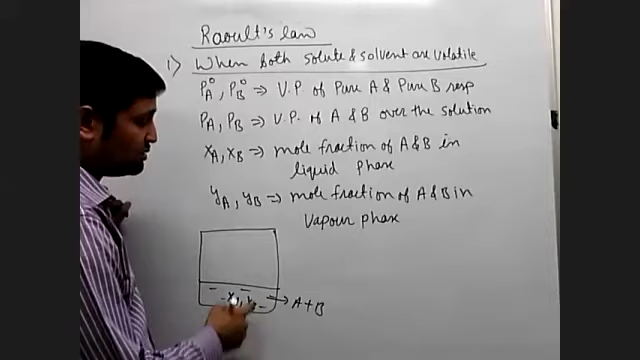 Raoult's law
1) When both solute & solvent are volatile
P°A, P°B ⇒ V.P of Pure A & Pure B resp
PA, PB ⇒ V.P. of A & B over the solution
xA, xB ⇒ mole fraction of A & B in
liquid phase
yA, yB ⇒ mole fraction of A & B in
Vapour phase
→ A + B